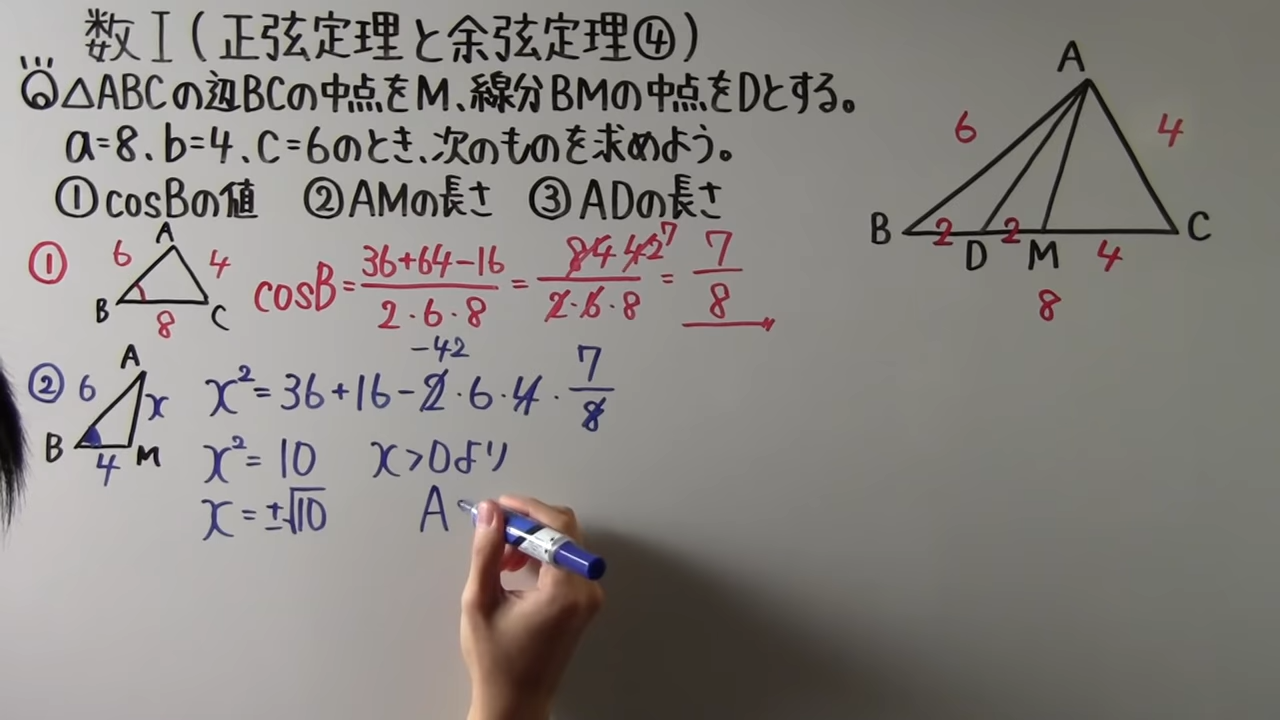 数Ⅰ(正弦定理と余弦定理④)
Q △ABCの辺BCの中点をM、線分BMの中点をDとする。
a=8、b=4、c=6のとき、次のものを求めよう。
①cosBの値 ②AMの長さ ③ADの長さ
A
6 4
B 2 D 2 M 4 C
8
① A 6 4 B 8 C cosB= (36+64-16)/(2・6・8) = (84 42 7)/(2・6・8) = 7/8
② A 6 x B 4 M x²=36+16-2・6・4・7/8
-42
x²=10 x>0より
x=±√10 A